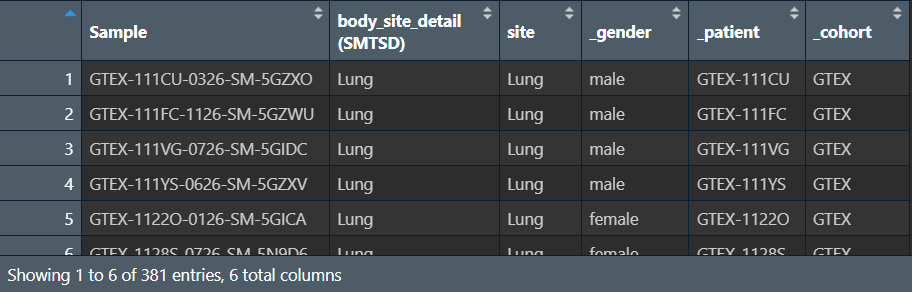 Sample body_site_detail (SMTSD) site _gender _patient _cohort
1 GTEX-111CU-0326-SM-5GZXO Lung Lung male GTEX-111CU GTEX
2 GTEX-111FC-1126-SM-5GZWU Lung Lung male GTEX-111FC GTEX
3 GTEX-111VG-0726-SM-5GIDC Lung Lung male GTEX-111VG GTEX
4 GTEX-111YS-0626-SM-5GZXV Lung Lung male GTEX-111YS GTEX
5 GTEX-1122O-0126-SM-5GICA Lung Lung female GTEX-1122O GTEX
6 GTEX-1128S-0726-SM-5N9D6 Lung Lung female GTEX-1128S GTEX
Showing 1 to 6 of 381 entries, 6 total columns